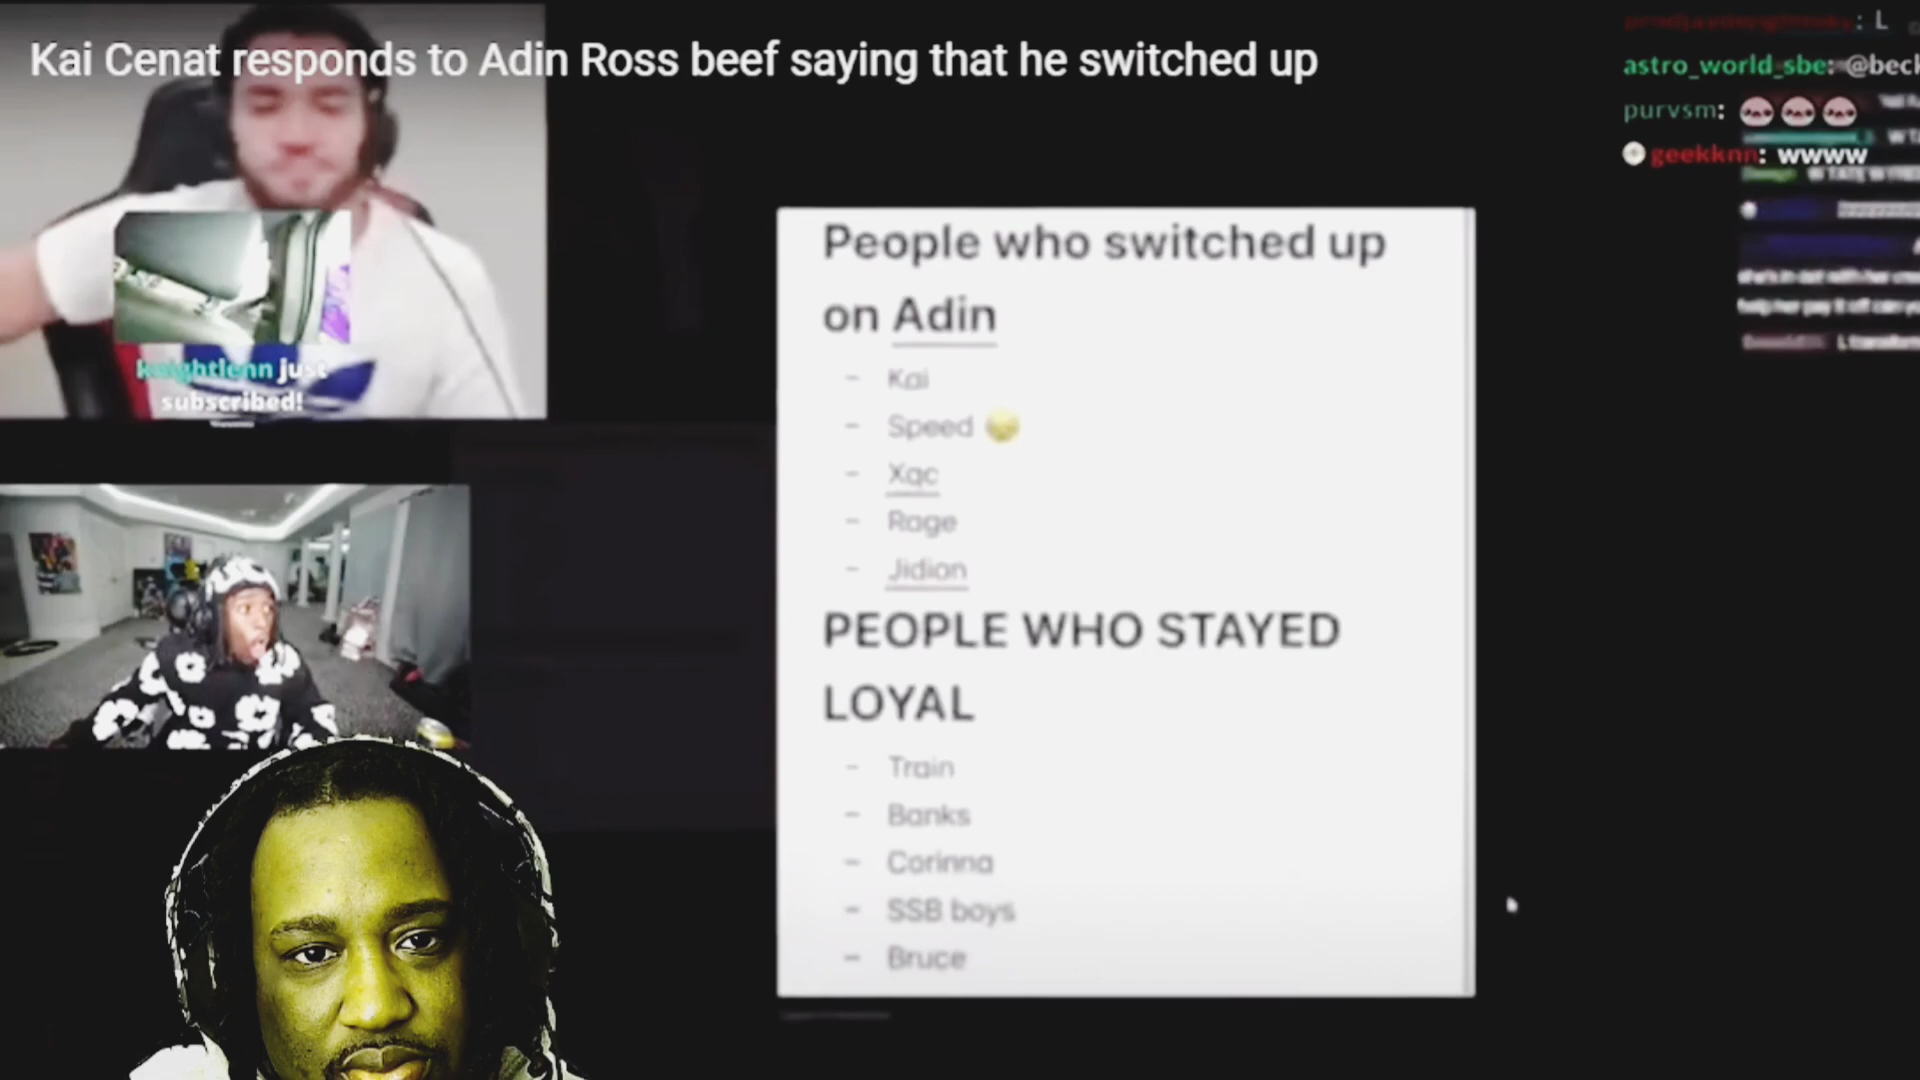 Kai Cenat responds to Adin Ross beef saying that he switched up
knightlenn just
subscribed!
People who switched up
on Adin
- Kai
- Speed 
- Xqc
- Rage
- Jidion
PEOPLE WHO STAYED
LOYAL
- Train
- Banks
- Corinna
- SSB boys
- Bruce
: L
astro_world_sbe: @beck
purvsm:
geekknn: wwww